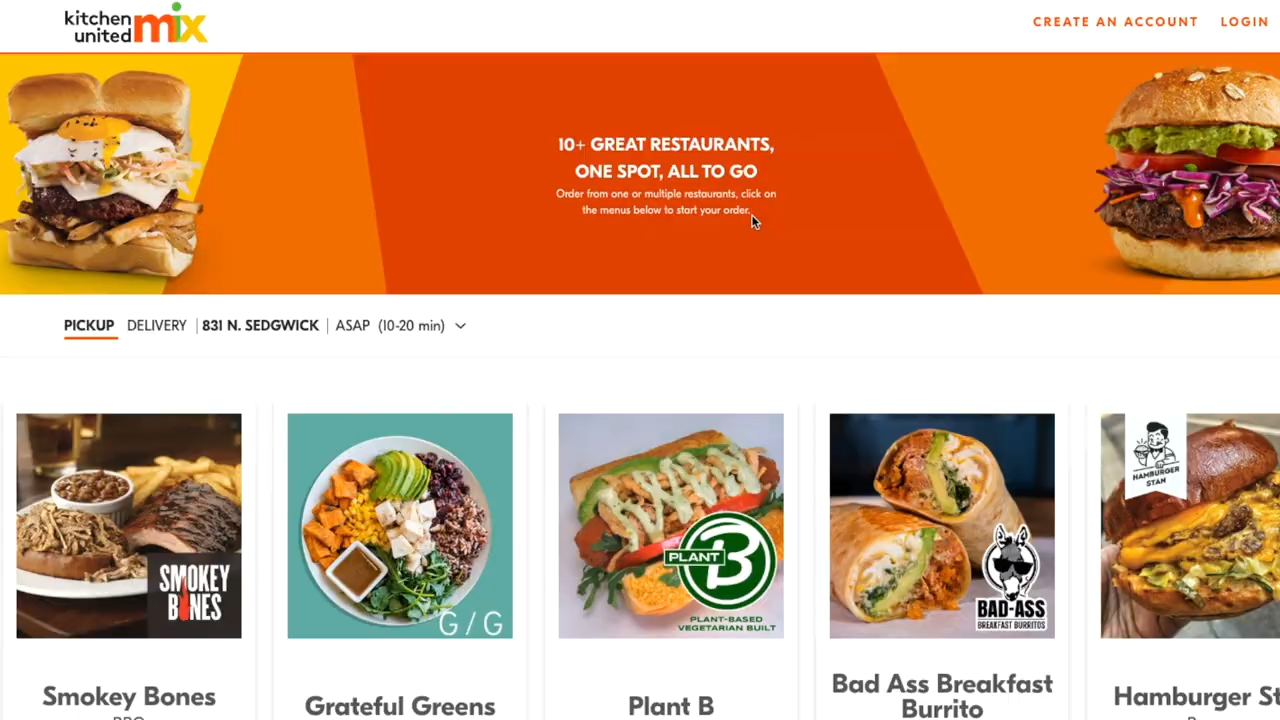 kitchen
united mix
CREATE AN ACCOUNT LOGIN
10+ GREAT RESTAURANTS,
ONE SPOT, ALL TO GO
Order from one or multiple restaurants, click on
the menus below to start your order.
PICKUP DELIVERY | 831 N. SEDGWICK | ASAP (10-20 min)
SMOKEY
BONES
G/G
PLANT B
PLANT-BASED
VEGETARIAN BUILT
BAD-ASS
BREAKFAST BURRITOS
HAMBURGER
STAN
Smokey Bones
Grateful Greens
Plant B
Bad Ass Breakfast
Burrito
Hamburger St